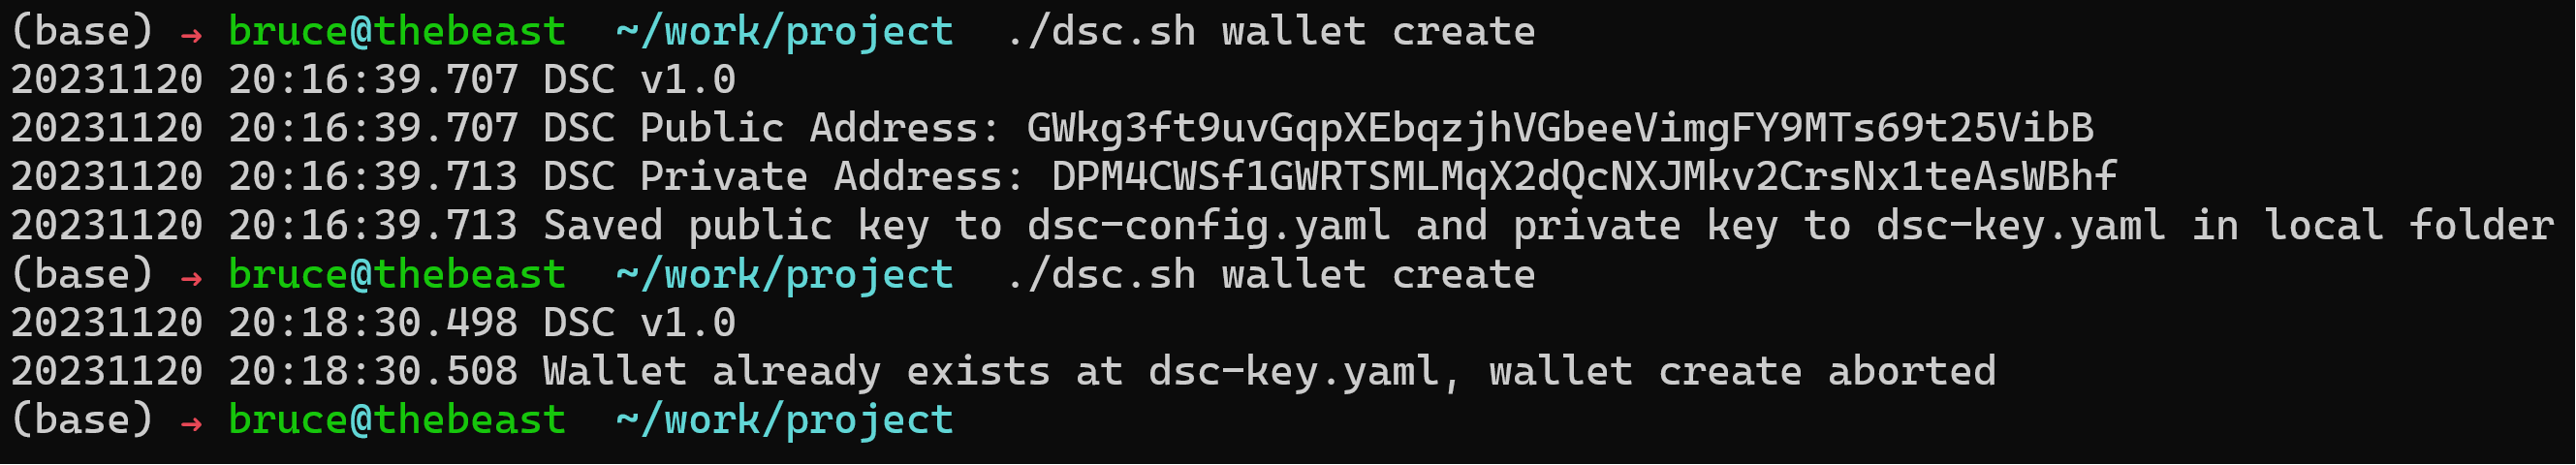 (base) → bruce@thebeast ~/work/project ./dsc.sh wallet create
20231120 20:16:39.707 DSC v1.0
20231120 20:16:39.707 DSC Public Address: GWkg3ft9uvGqpXEbqzjhVGbeeVimgFY9MTs69t25VibB
20231120 20:16:39.713 DSC Private Address: DPM4CWSf1GWRTSMLMqX2dQcNXJMkv2CrsNx1teAsWBhf
20231120 20:16:39.713 Saved public key to dsc-config.yaml and private key to dsc-key.yaml in local folder
(base) → bruce@thebeast ~/work/project ./dsc.sh wallet create
20231120 20:18:30.498 DSC v1.0
20231120 20:18:30.508 Wallet already exists at dsc-key.yaml, wallet create aborted
(base) → bruce@thebeast ~/work/project